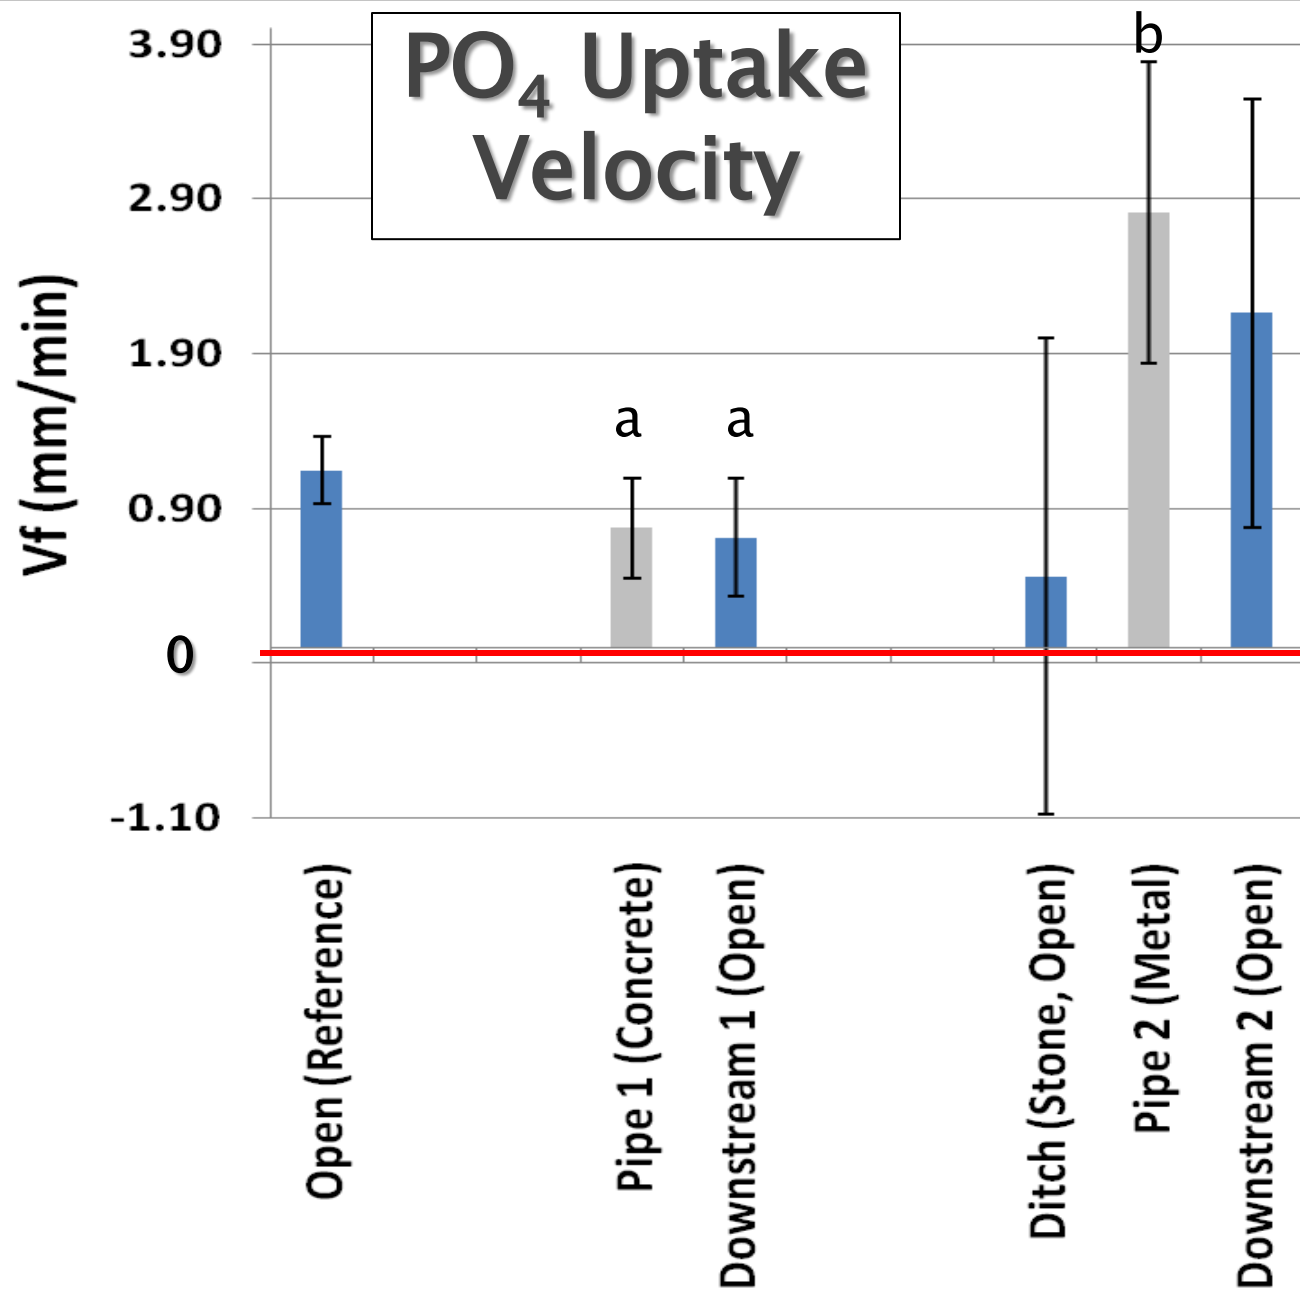 PO4 Uptake
Velocity
b
a
a
Vf (mm/min)
3.90
2.90
1.90
0.90
0
-1.10
Open (Reference)
Pipe 1 (Concrete)
Downstream 1 (Open)
Ditch (Stone, Open)
Pipe 2 (Metal)
Downstream 2 (Open)